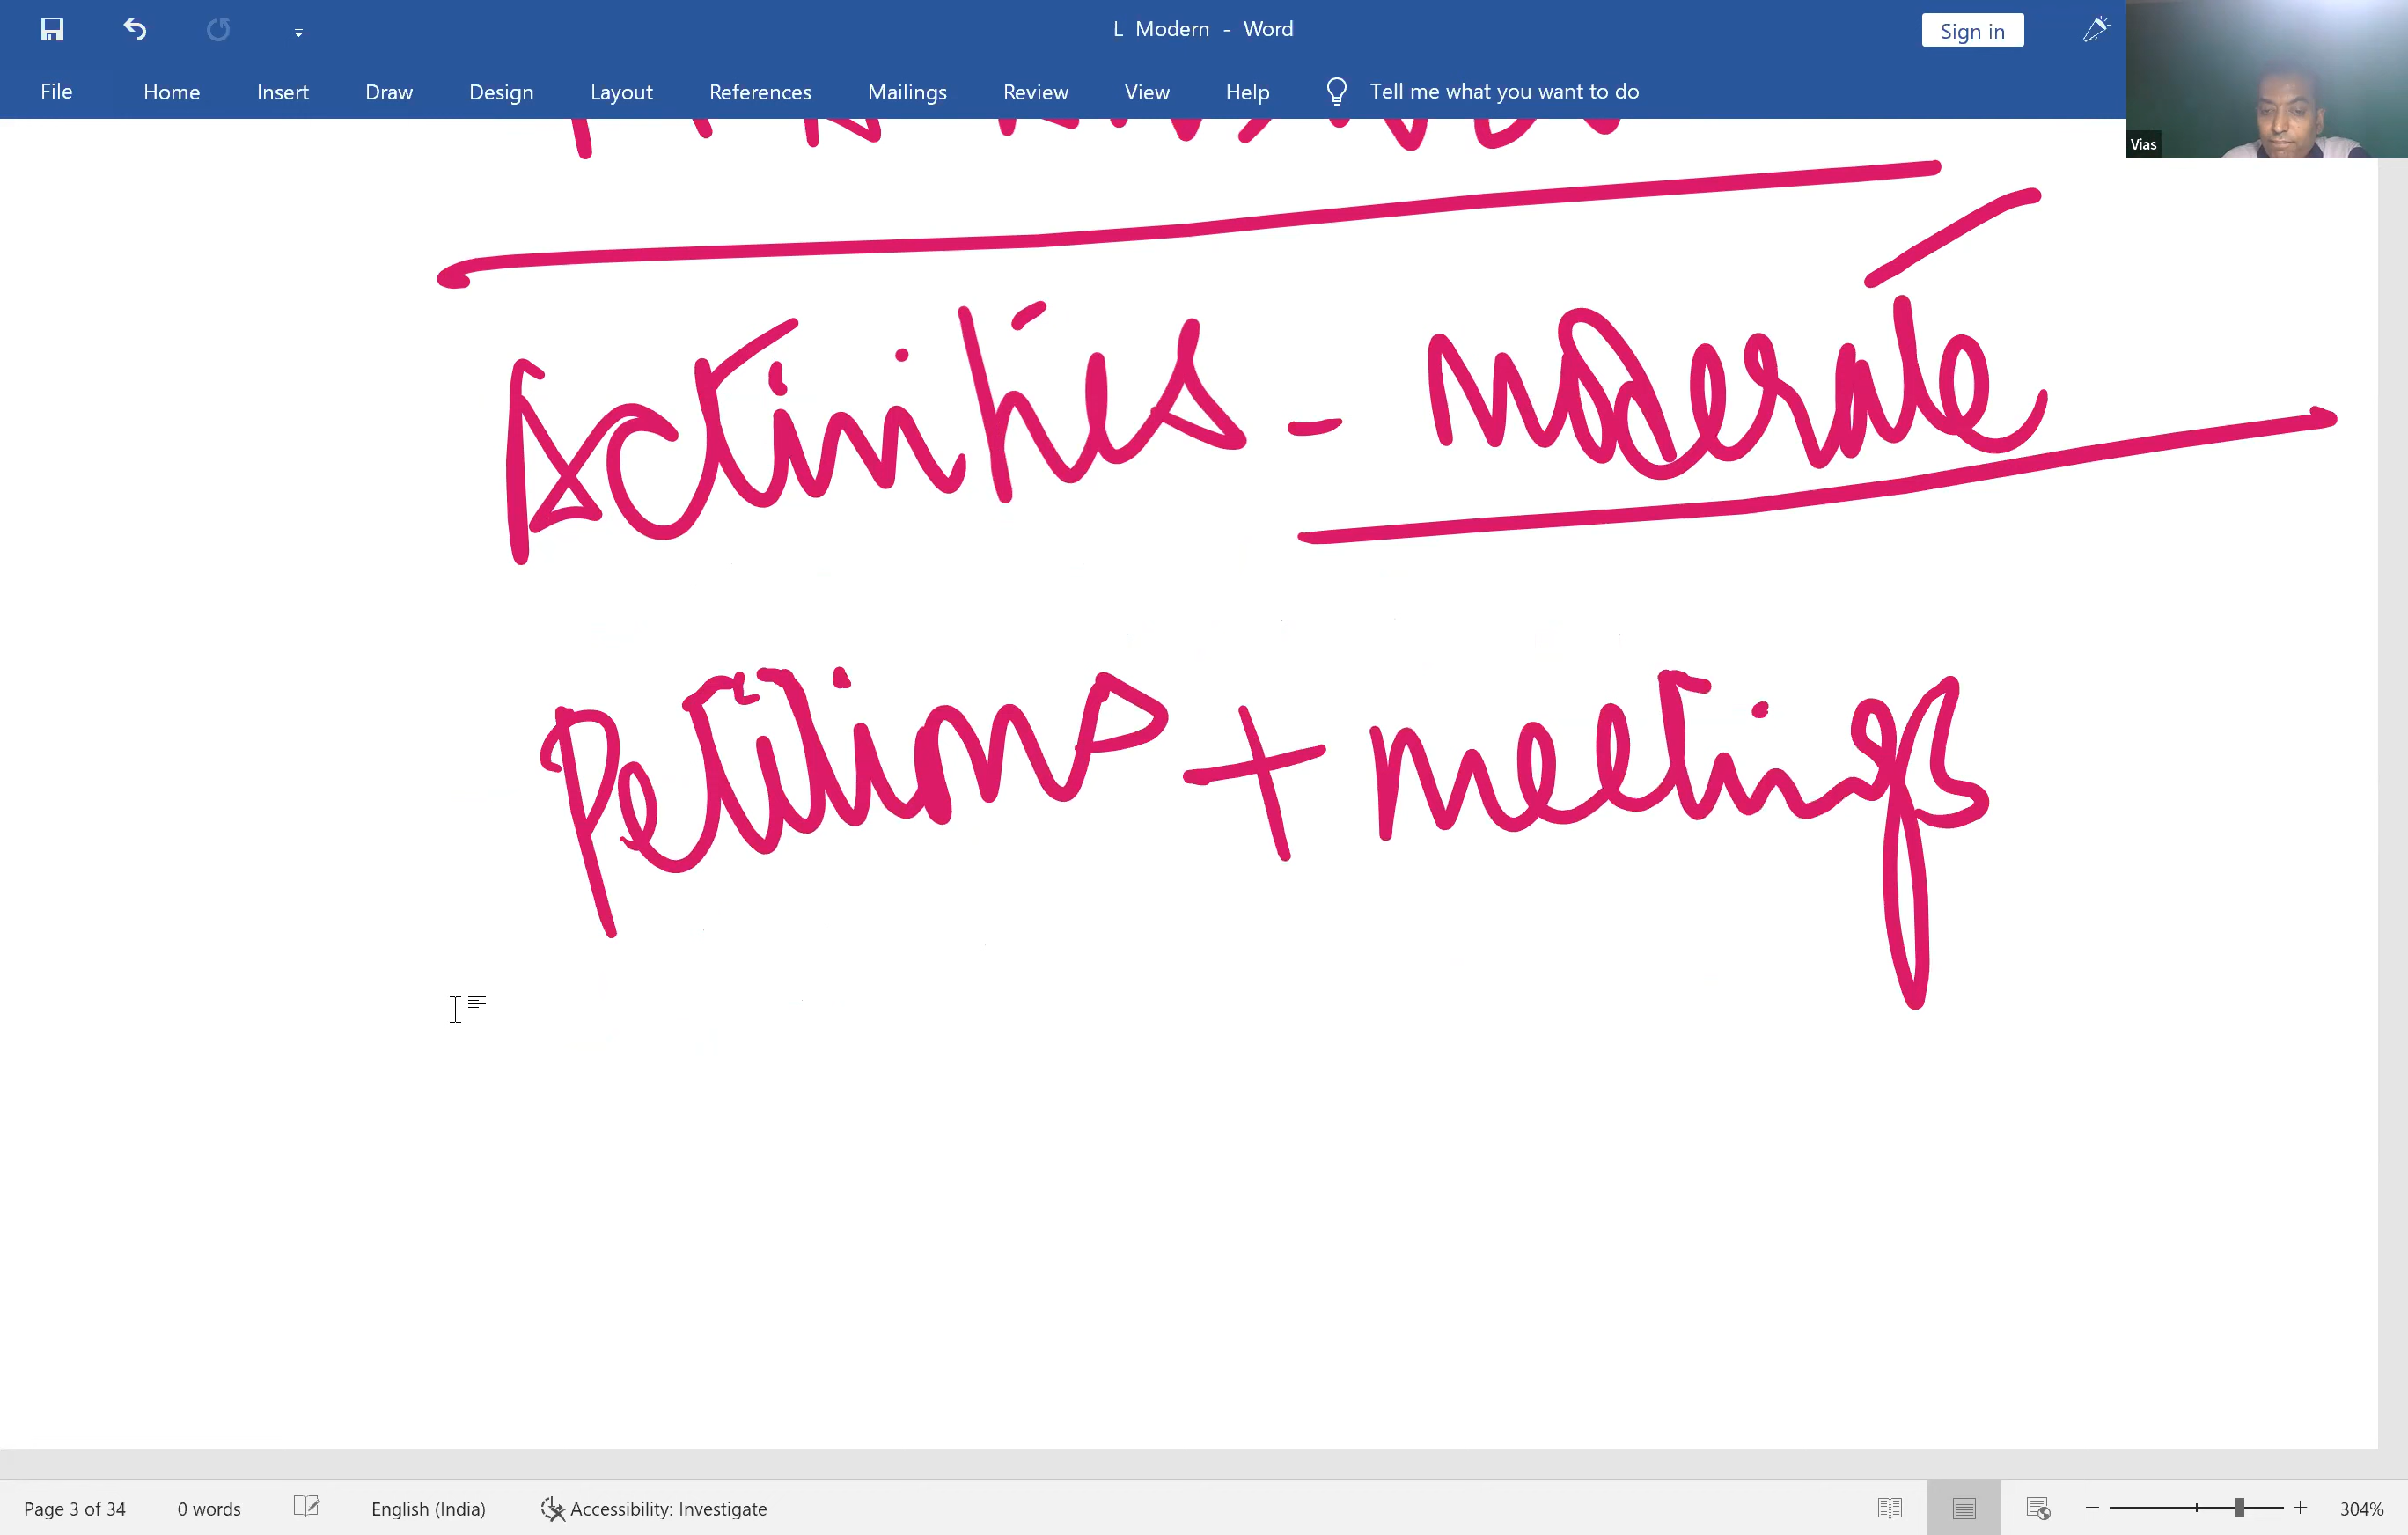 L Modern - Word
Sign in
File Home Insert Draw Design Layout References Mailings Review View Help Tell me what you want to do
Vias
Activities - moderate
Petitions + meetings
Page 3 of 34 0 words English (India) Accessibility: Investigate 304%